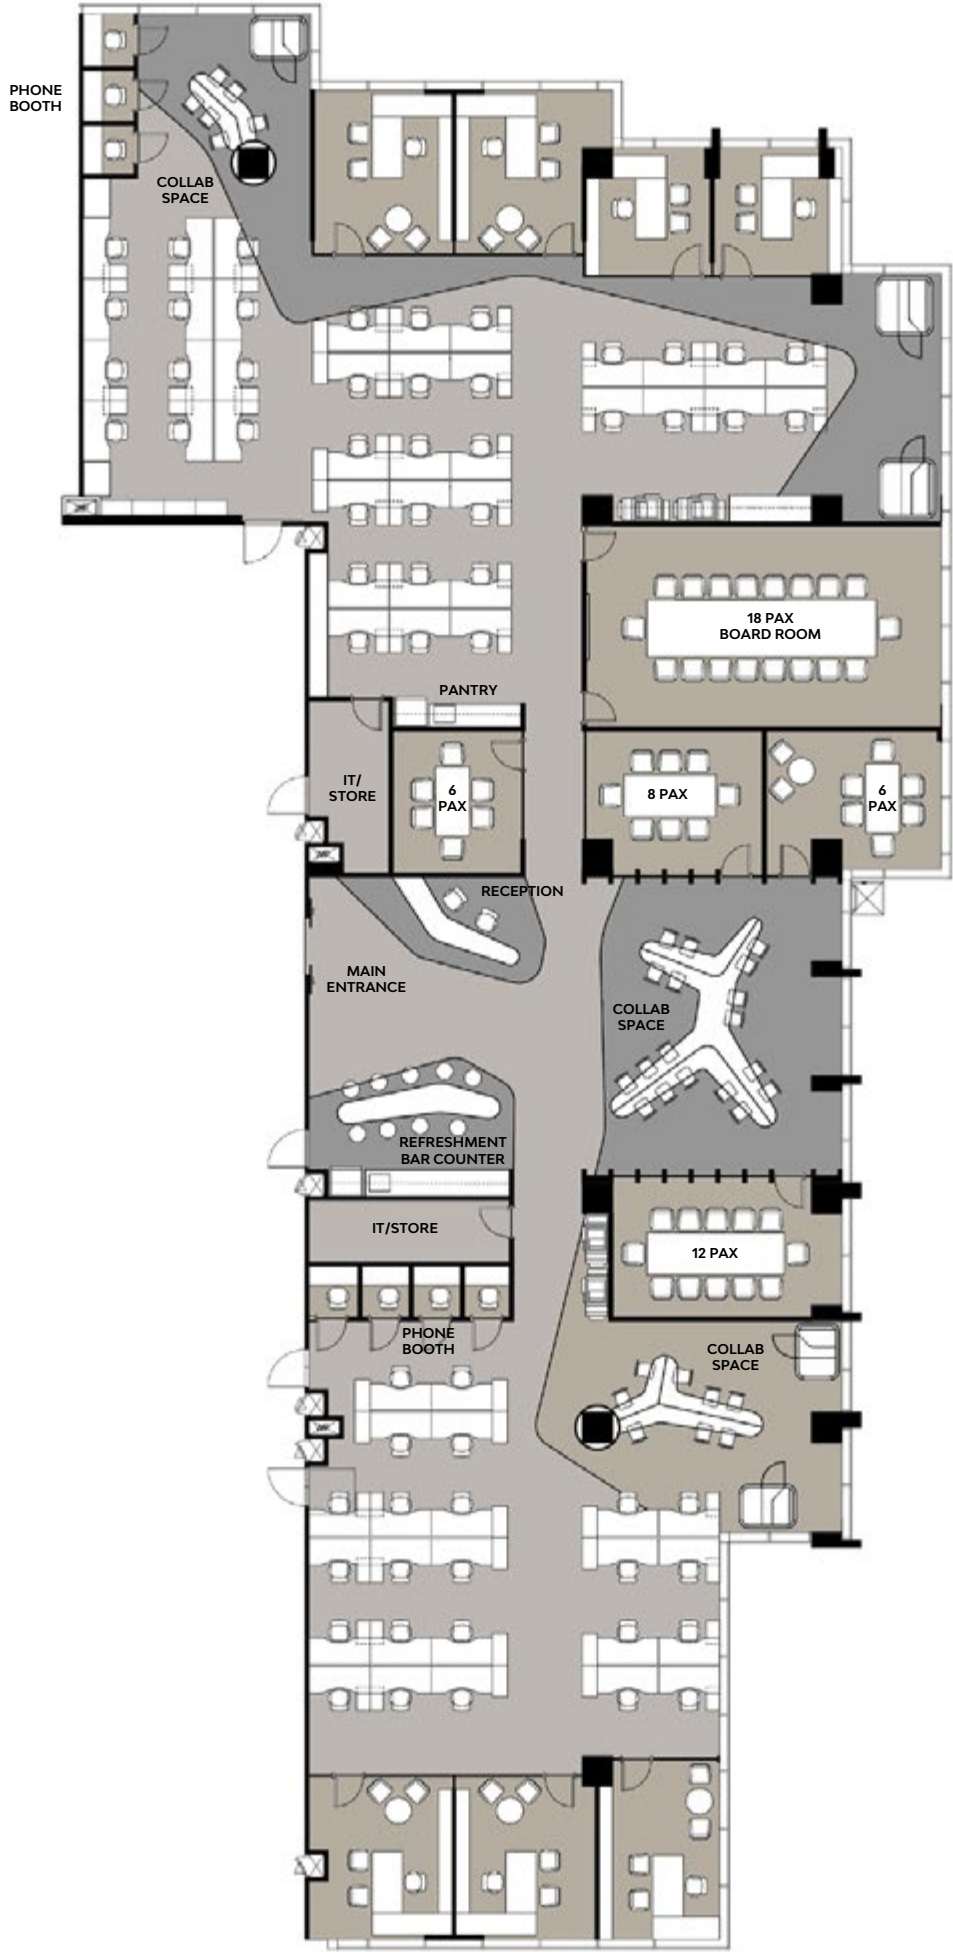 PHONE
BOOTH
COLLAB
SPACE
18 PAX
BOARD ROOM
PANTRY
IT/
STORE
6
PAX
8 PAX
6
PAX
RECEPTION
MAIN
ENTRANCE
COLLAB
SPACE
REFRESHMENT
BAR COUNTER
IT/STORE
12 PAX
PHONE
BOOTH
COLLAB
SPACE